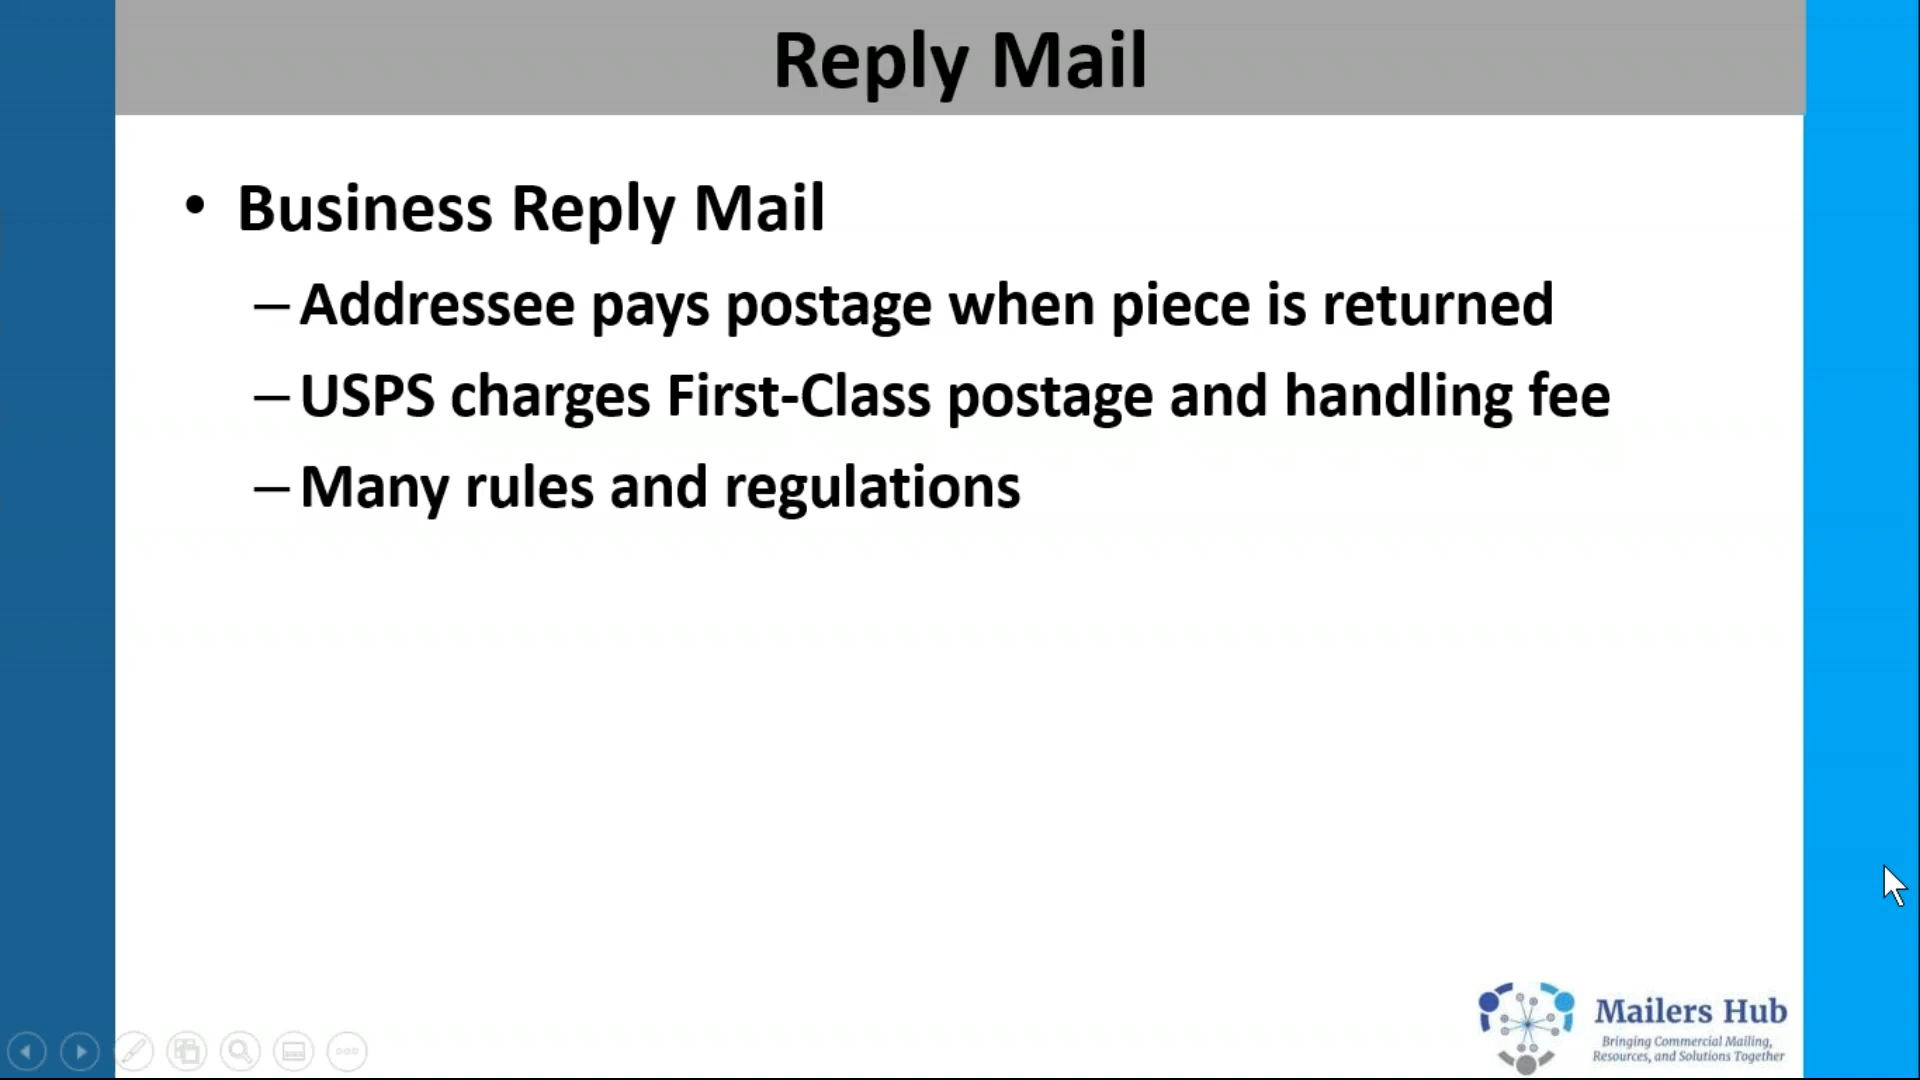 Reply Mail
• Business Reply Mail
– Addressee pays postage when piece is returned
– USPS charges First-Class postage and handling fee
– Many rules and regulations
Mailers Hub
Bringing Commercial Mailing,
Resources, and Solutions Together